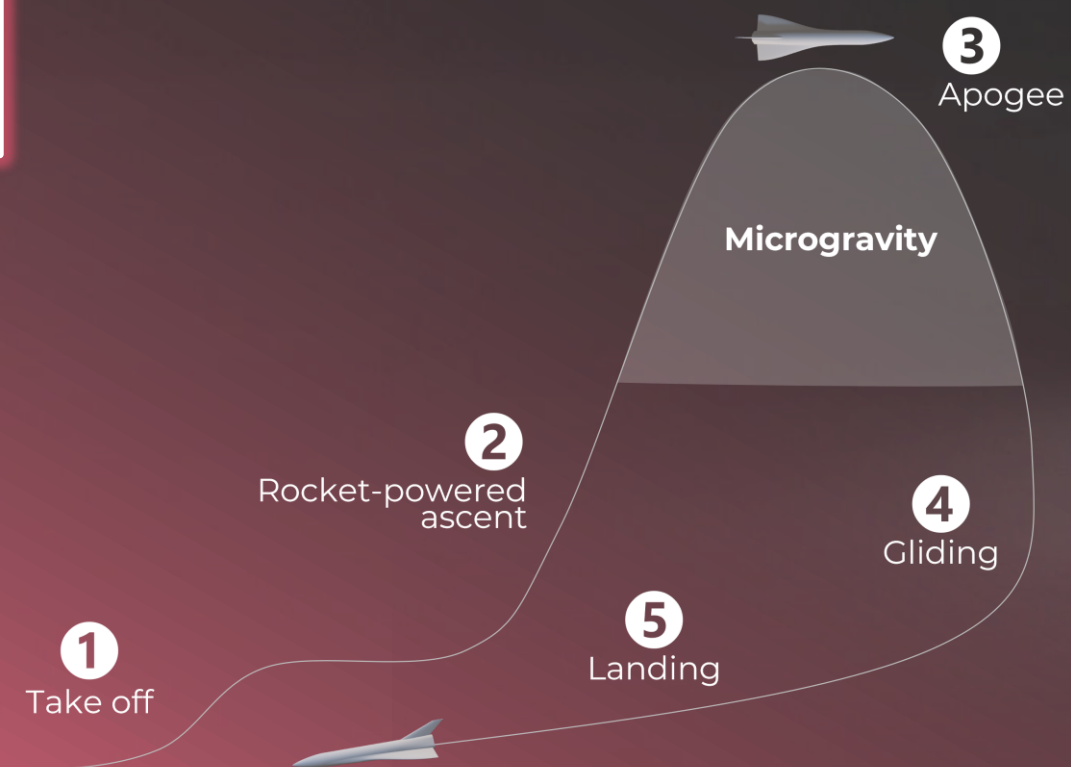 1
Take off
2
Rocket-powered
ascent
3
Apogee
Microgravity
4
Gliding
5
Landing